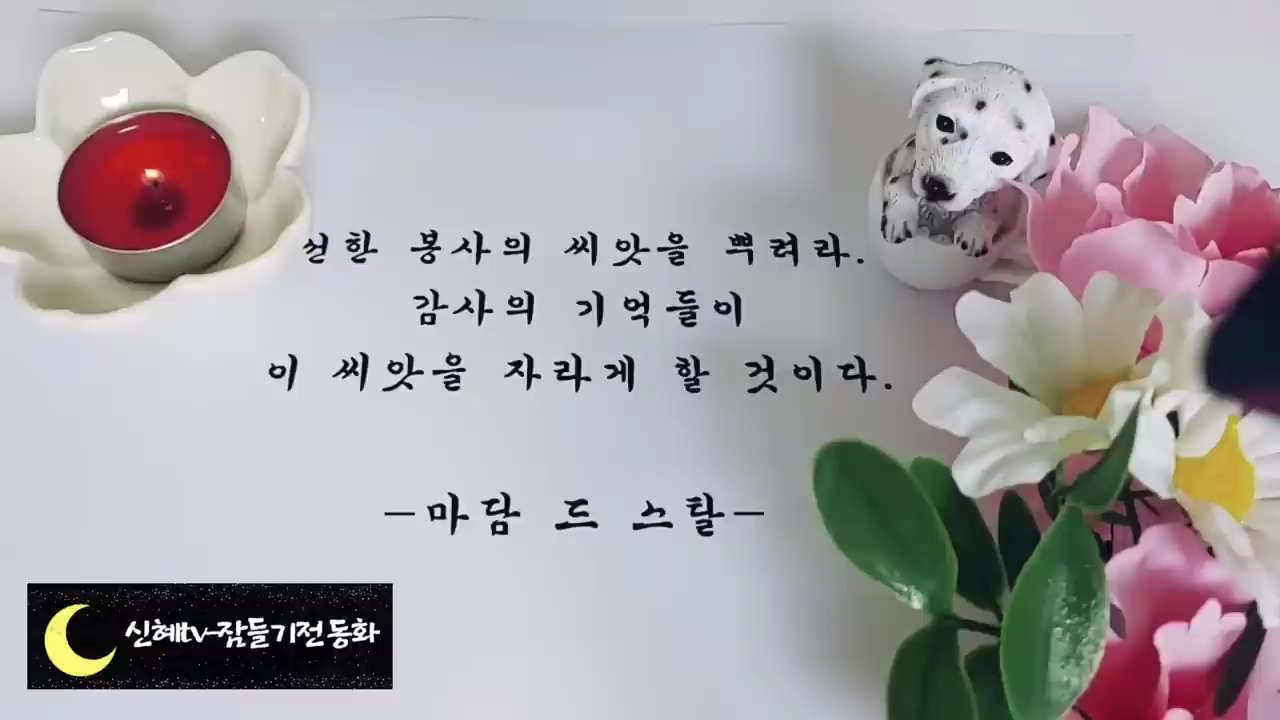 봉사의 씨앗을 뿌려라.
감사의 기억들이
이 씨앗을 자라게 할 것이다.
-마담 드 스탈-
신혜tv-잠들기전동화